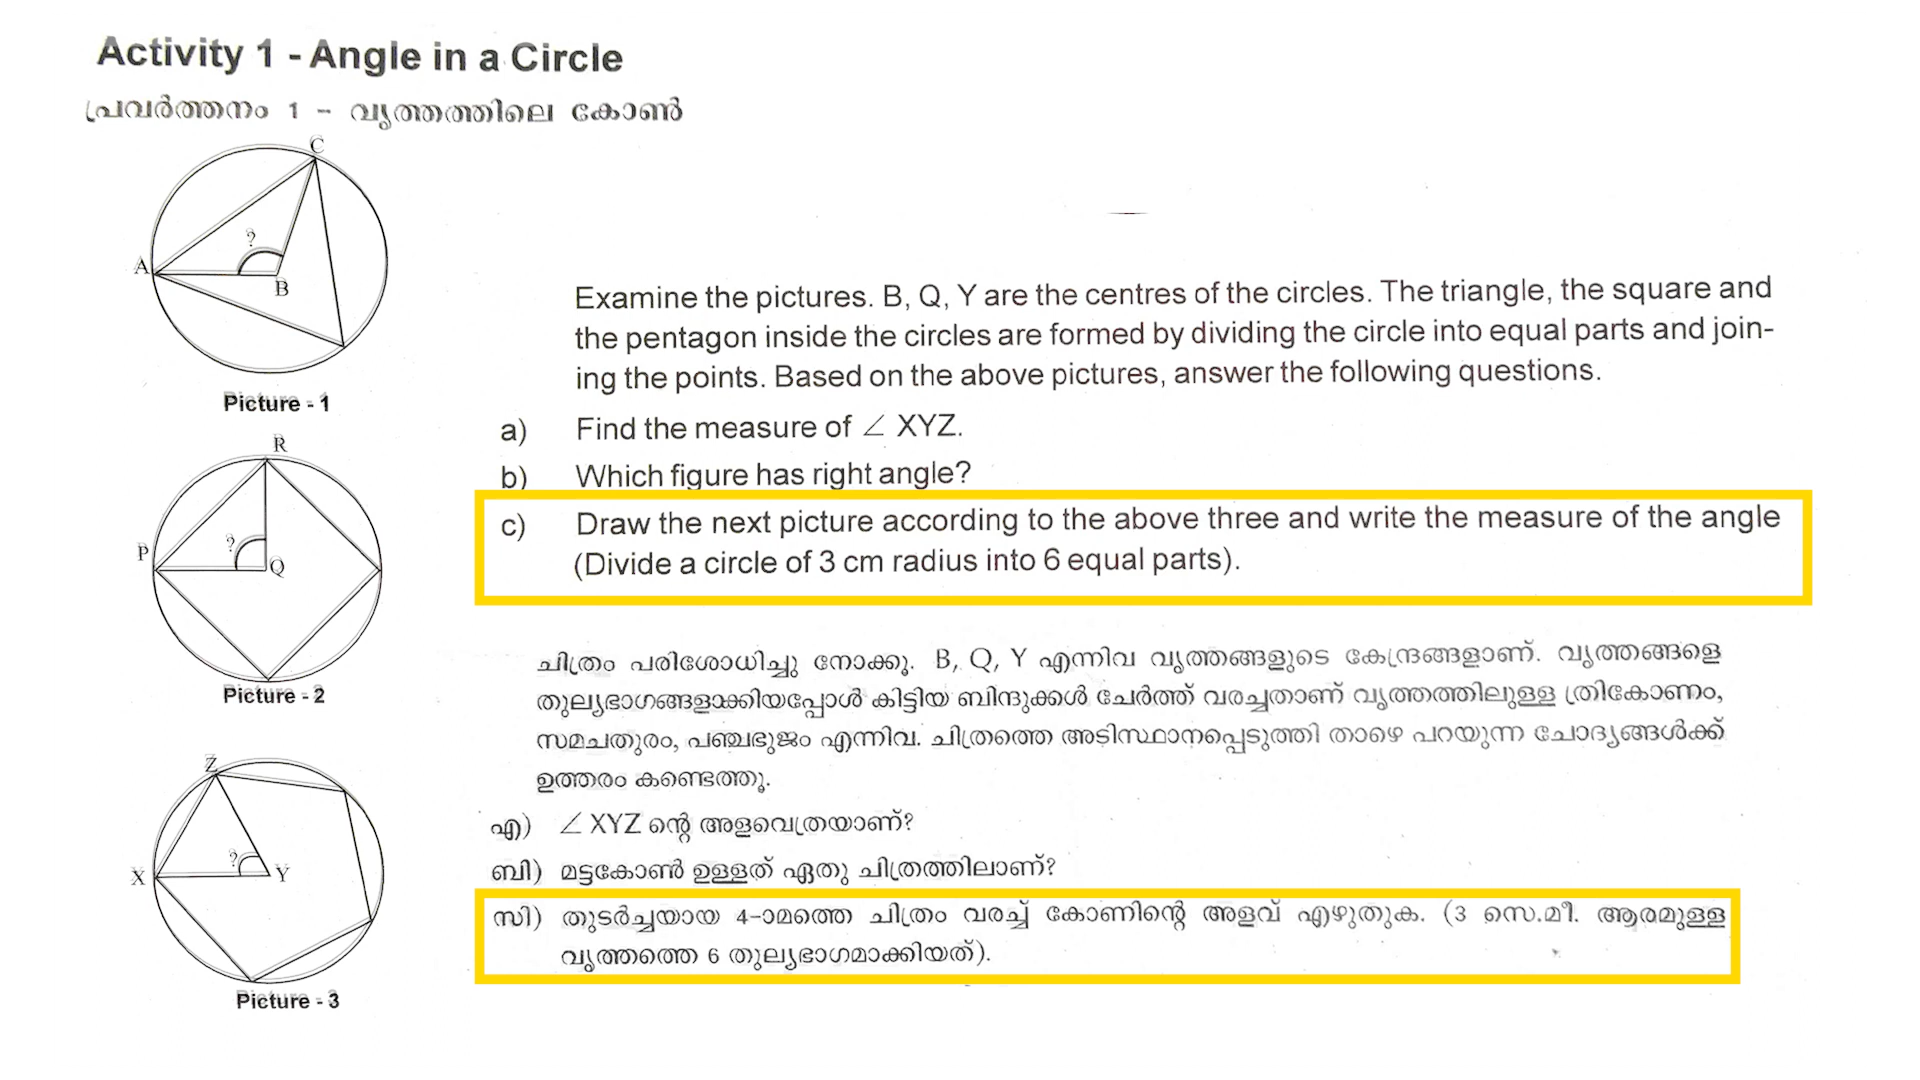 Activity 1 - Angle in a Circle
പ്രവർത്തനം 1 – വൃത്തത്തിലെ കോൺ
C
?
A
B
Picture - 1
R
P
?
Q
Picture - 2
Z
?
X
Y
Picture - 3
Examine the pictures. B, Q, Y are the centres of the circles. The triangle, the square and
the pentagon inside the circles are formed by dividing the circle into equal parts and join-
ing the points. Based on the above pictures, answer the following questions.
a) Find the measure of ∠ XYZ.
b) Which figure has right angle?
c) Draw the next picture according to the above three and write the measure of the angle
(Divide a circle of 3 cm radius into 6 equal parts).
ചിത്രം പരിശോധിച്ചു നോക്കൂ. B, Q, Y എന്നിവ വൃത്തങ്ങളുടെ കേന്ദ്രങ്ങളാണ്. വൃത്തങ്ങളെ
തുല്യഭാഗങ്ങളാക്കിയപ്പോൾ കിട്ടിയ ബിന്ദുക്കൾ ചേർത്ത് വരച്ചതാണ് വൃത്തത്തിലുള്ള ത്രികോണം,
സമചതുരം, പഞ്ചഭുജം എന്നിവ. ചിത്രത്തെ അടിസ്ഥാനപ്പെടുത്തി താഴെ പറയുന്ന ചോദ്യങ്ങൾക്ക്
ഉത്തരം കണ്ടെത്തൂ.
എ) ∠ XYZ ന്റെ അളവെത്രയാണ്?
ബി) മട്ടകോൺ ഉള്ളത് ഏതു ചിത്രത്തിലാണ്?
സി) തുടർച്ചയായ 4-ാമത്തെ ചിത്രം വരച്ച് കോണിന്റെ അളവ് എഴുതുക. (3 സെ.മീ. ആരമുള്ള
വൃത്തത്തെ 6 തുല്യഭാഗമാക്കിയത്).